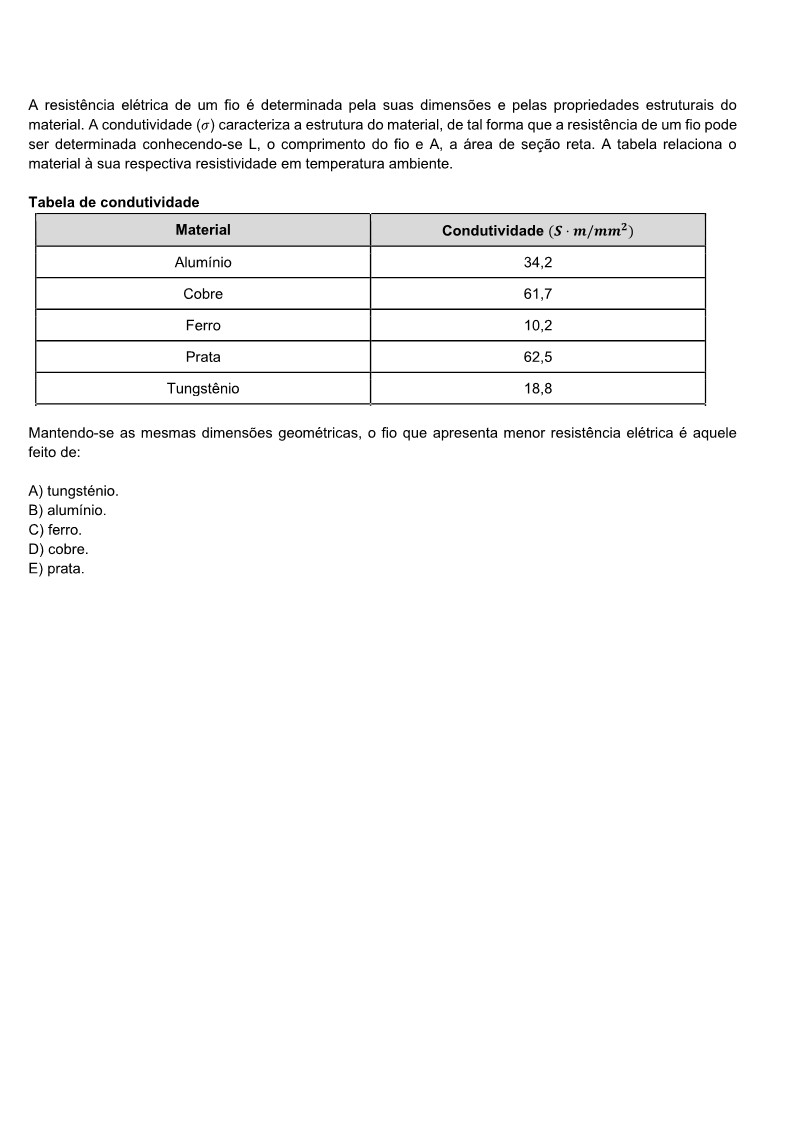 A resistência elétrica de um fio é determinada pela suas dimensões e pelas propriedades estruturais do
material. A condutividade (σ) caracteriza a estrutura do material, de tal forma que a resistência de um fio pode
ser determinada conhecendo-se L, o comprimento do fio e A, a área de seção reta. A tabela relaciona o
material à sua respectiva resistividade em temperatura ambiente.
Tabela de condutividade
Material Condutividade (S · m/mm²)
Alumínio 34,2
Cobre 61,7
Ferro 10,2
Prata 62,5
Tungstênio 18,8
Mantendo-se as mesmas dimensões geométricas, o fio que apresenta menor resistência elétrica é aquele
feito de:
A) tungsténio.
B) alumínio.
C) ferro.
D) cobre.
E) prata.